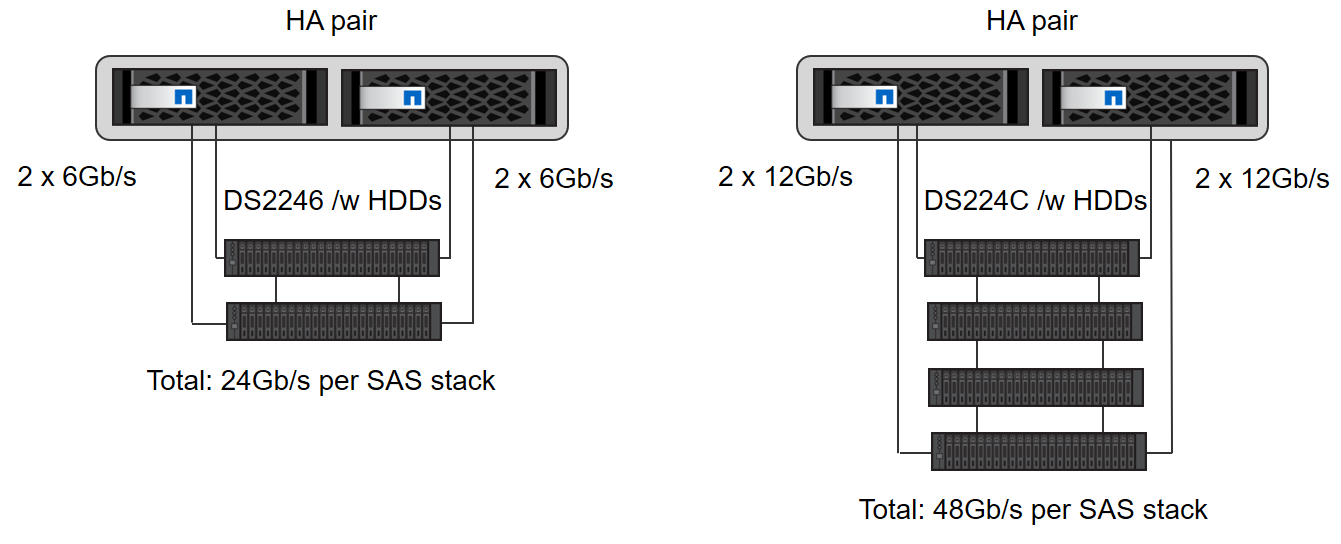 HA pair
2 x 6Gb/s
2 x 6Gb/s
DS2246 /w HDDs
Total: 24Gb/s per SAS stack
HA pair
2 x 12Gb/s
2 x 12Gb/s
DS224C /w HDDs
Total: 48Gb/s per SAS stack